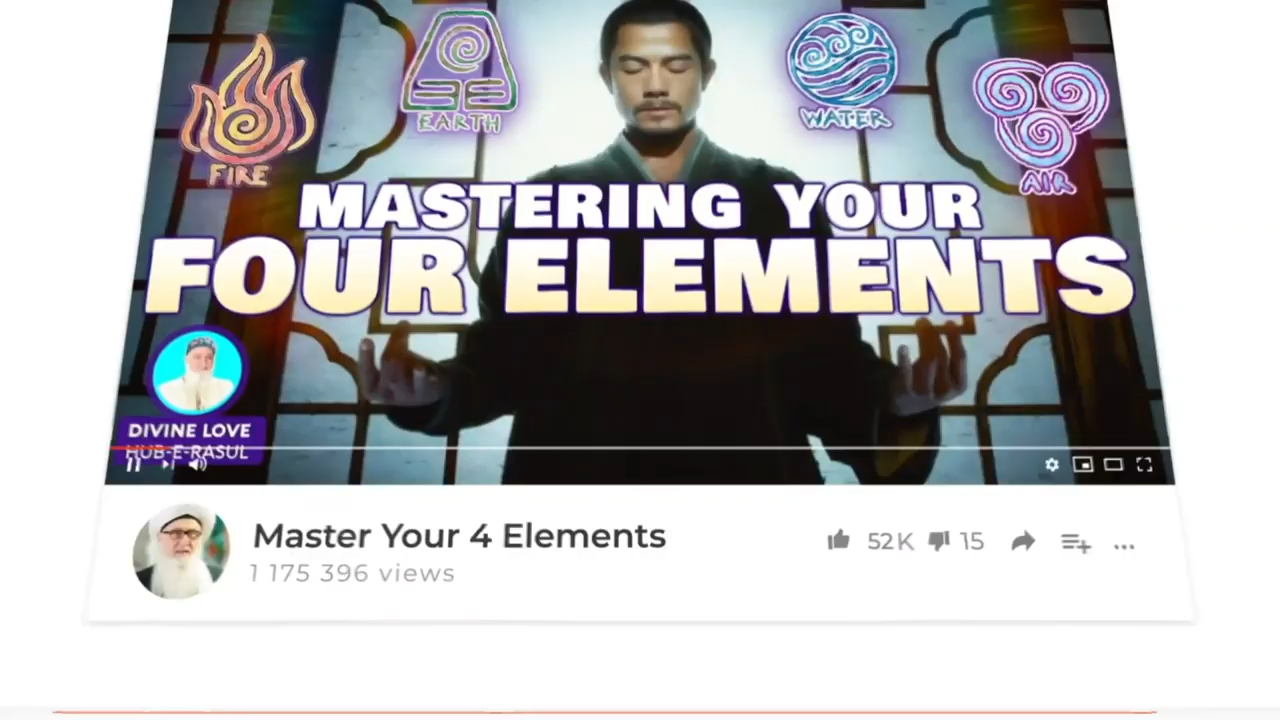 FIRE
EARTH
WATER
AIR
MASTERING YOUR
FOUR ELEMENTS
DIVINE LOVE
HUB-E-RASUL
Master Your 4 Elements
1 175 396 views
52K
15